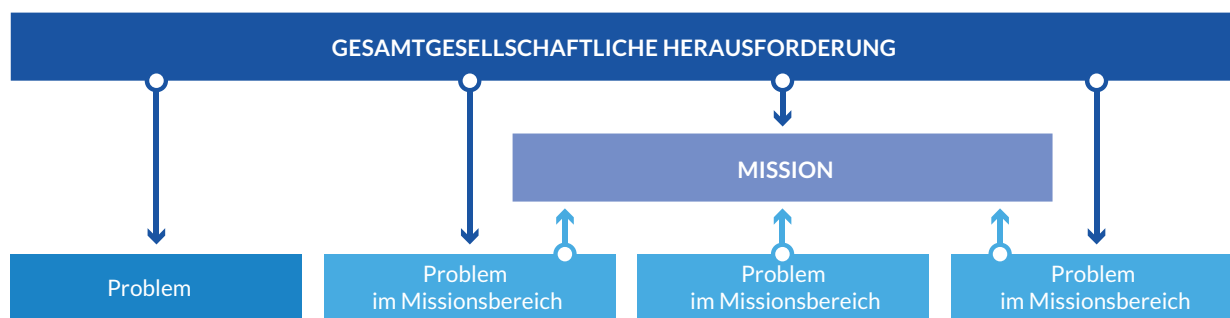 GESAMTGESELLSCHAFTLICHE HERAUSFORDERUNG
MISSION
Problem
Problem
im Missionsbereich
Problem
im Missionsbereich
Problem
im Missionsbereich